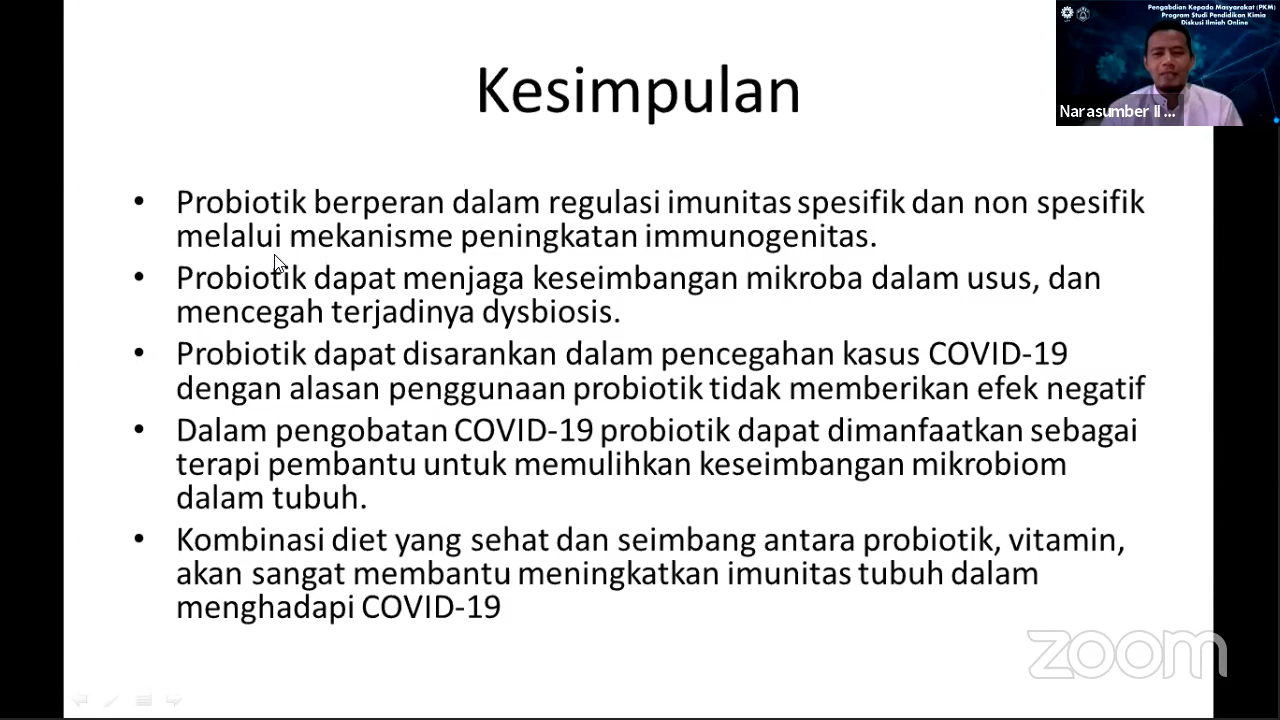 Pengabdian Kepada Masyarakat (PKM)
Program Studi Pendidikan Kimia
Diskusi Ilmiah Online
Narasumber II ...
Kesimpulan
• Probiotik berperan dalam regulasi imunitas spesifik dan non spesifik
melalui mekanisme peningkatan immunogenitas.
• Probiotik dapat menjaga keseimbangan mikroba dalam usus, dan
mencegah terjadinya dysbiosis.
• Probiotik dapat disarankan dalam pencegahan kasus COVID-19
dengan alasan penggunaan probiotik tidak memberikan efek negatif
• Dalam pengobatan COVID-19 probiotik dapat dimanfaatkan sebagai
terapi pembantu untuk memulihkan keseimbangan mikrobiom
dalam tubuh.
• Kombinasi diet yang sehat dan seimbang antara probiotik, vitamin,
akan sangat membantu meningkatkan imunitas tubuh dalam
menghadapi COVID-19
zoom